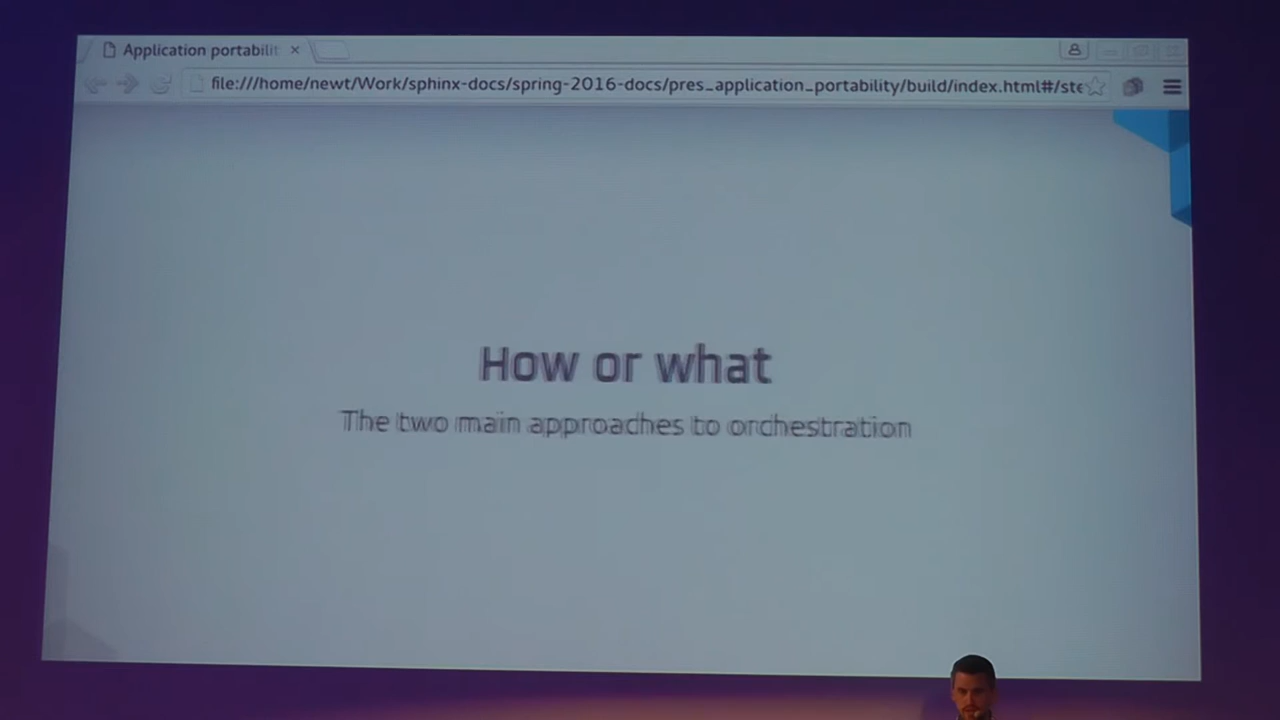 Application portabilit
file:///home/newt/Work/sphinx-docs/spring-2016-docs/pres_application_portability/build/index.html#/ste
How or what
The two main approaches to orchestration